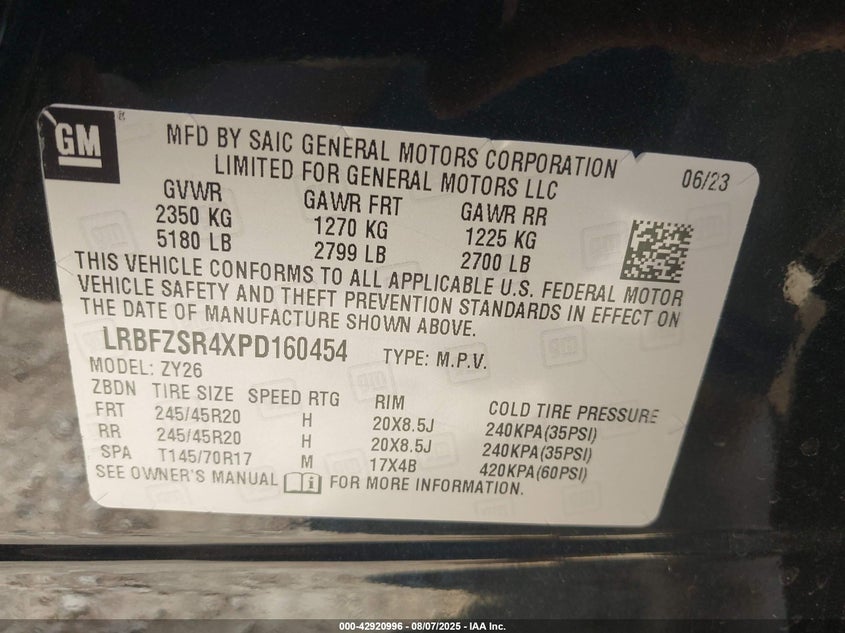 GM
MFD BY SAIC GENERAL MOTORS CORPORATION
LIMITED FOR GENERAL MOTORS LLC
06/23
GVWR GAWR FRT GAWR RR
2350 KG 1270 KG 1225 KG
5180 LB 2799 LB 2700 LB
THIS VEHICLE CONFORMS TO ALL APPLICABLE U.S. FEDERAL MOTOR
VEHICLE SAFETY AND THEFT PREVENTION STANDARDS IN EFFECT ON
THE DATE OF MANUFACTURE SHOWN ABOVE.
LRBFZSR4XPD160454 TYPE: M.P.V.
MODEL: ZY26
ZBDN TIRE SIZE SPEED RTG RIM COLD TIRE PRESSURE
FRT 245/45R20 H 20X8.5J 240KPA(35PSI)
RR 245/45R20 H 20X8.5J 240KPA(35PSI)
SPA T145/70R17 M 17X4B 420KPA(60PSI)
SEE OWNER'S MANUAL FOR MORE INFORMATION.
000-42920996 - 08/07/2025 - IAA Inc.